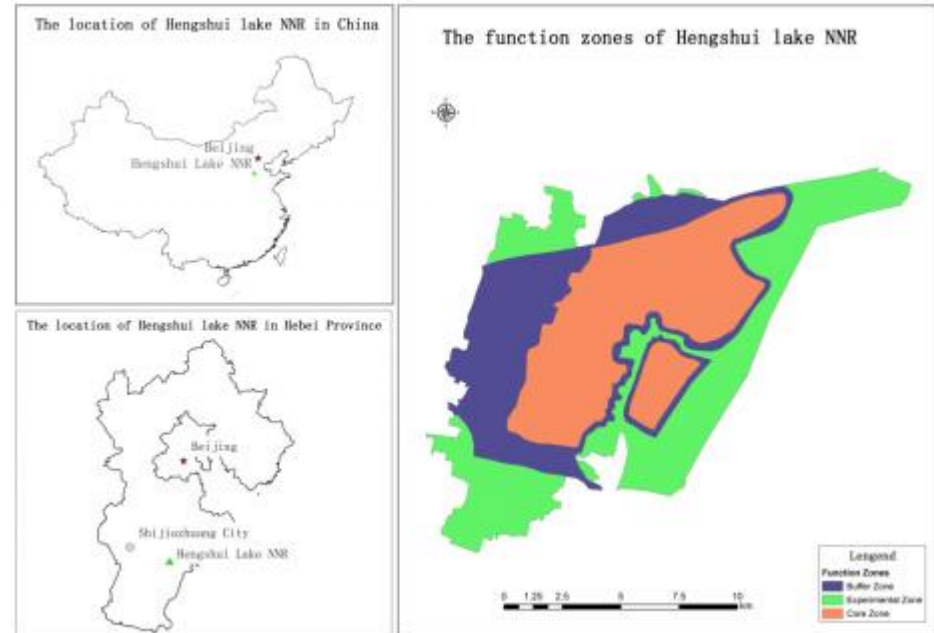 The location of Hengshui lake NNR in China
Beijing
Hengshui Lake NNR
The location of Hengshui lake NNR in Hebei Province
Beijing
Shijiazhuang City
Hengshui Lake NNR
The function zones of Hengshui lake NNR
Lengend
Function Zones
Buffer Zone
Experimental Zone
Core Zone
0 1.25 2.5 5 7.5 10
km